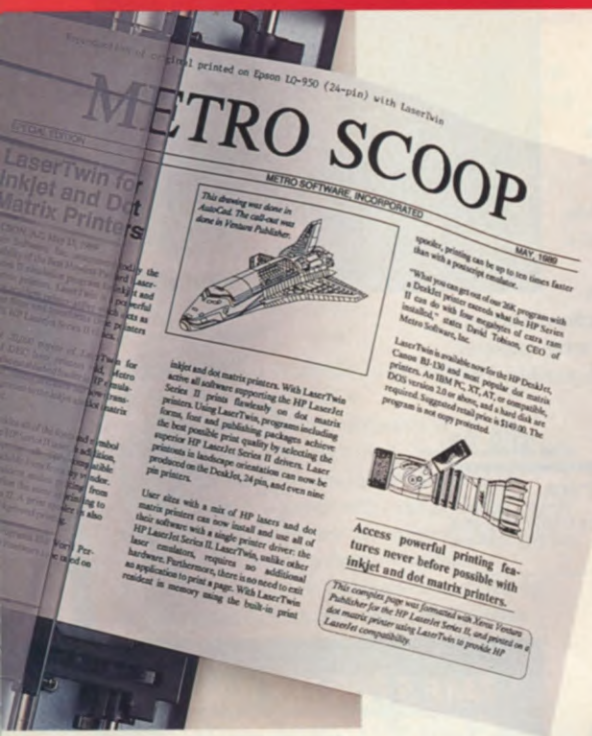 original printed on Epson LQ-950 (24-pin) with LaserTwin
METRO SCOOP
SPECIAL EDITION
METRO SOFTWARE, INCORPORATED
MAY, 1989
LaserTwin for
Inkjet and Dot
Matrix Printers
This drawing was done in
AutoCad. The call-out was
done in Ventura Publisher.
inkjet and dot matrix printers. With LaserTwin
active all software supporting the HP LaserJet
Series II prints flawlessly on dot matrix
printers. Using LaserTwin, programs including
forms, font and publishing packages achieve
the best possible print quality by selecting the
superior HP LaserJet Series II drivers. Laser
printouts in landscape orientation can now be
produced on the DeskJet, 24 pin, and even nine
pin printers.
User sites with a mix of HP lasers and dot
matrix printers can now install and use all of
their software with a single printer driver: the
HP LaserJet Series II. LaserTwin, unlike other
laser emulators, requires no additional
hardware. Furthermore, there is no need to exit
an application to print a page. With LaserTwin
resident in memory using the built-in print
spooler, printing can be up to ten times faster
than with a postscript emulator.
"What you can get out of our 26K program with
a DeskJet printer exceeds what the HP Series
II can do with four megabytes of extra ram
installed," states David Tobison, CEO of
Metro Software, Inc.
LaserTwin is available now for the HP DeskJet,
Canon BJ-130 and most popular dot matrix
printers. An IBM PC, XT, AT, or compatible,
DOS version 2.0 or above, and a hard disk are
required. Suggested retail price is $149.00. The
program is not copy protected.
Access powerful printing fea-
tures never before possible with
inkjet and dot matrix printers.
This complex page was formatted with Xerox Ventura
Publisher for the HP LaserJet Series II, and printed on a
dot matrix printer using LaserTwin to provide HP
LaserJet compatibility.